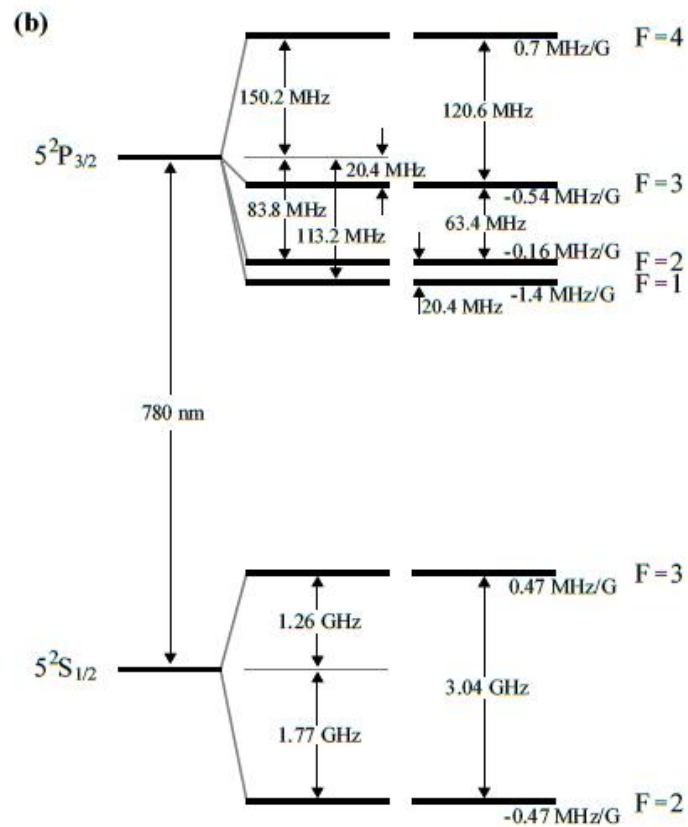 (b)
0.7 MHz/G F=4
150.2 MHz
120.6 MHz
5²P₃/₂
20.4 MHz
-0.54 MHz/G F=3
83.8 MHz
63.4 MHz
113.2 MHz
-0.16 MHz/G F=2
-1.4 MHz/G F=1
20.4 MHz
780 nm
0.47 MHz/G F=3
1.26 GHz
5²S₁/₂
3.04 GHz
1.77 GHz
-0.47 MHz/G F=2